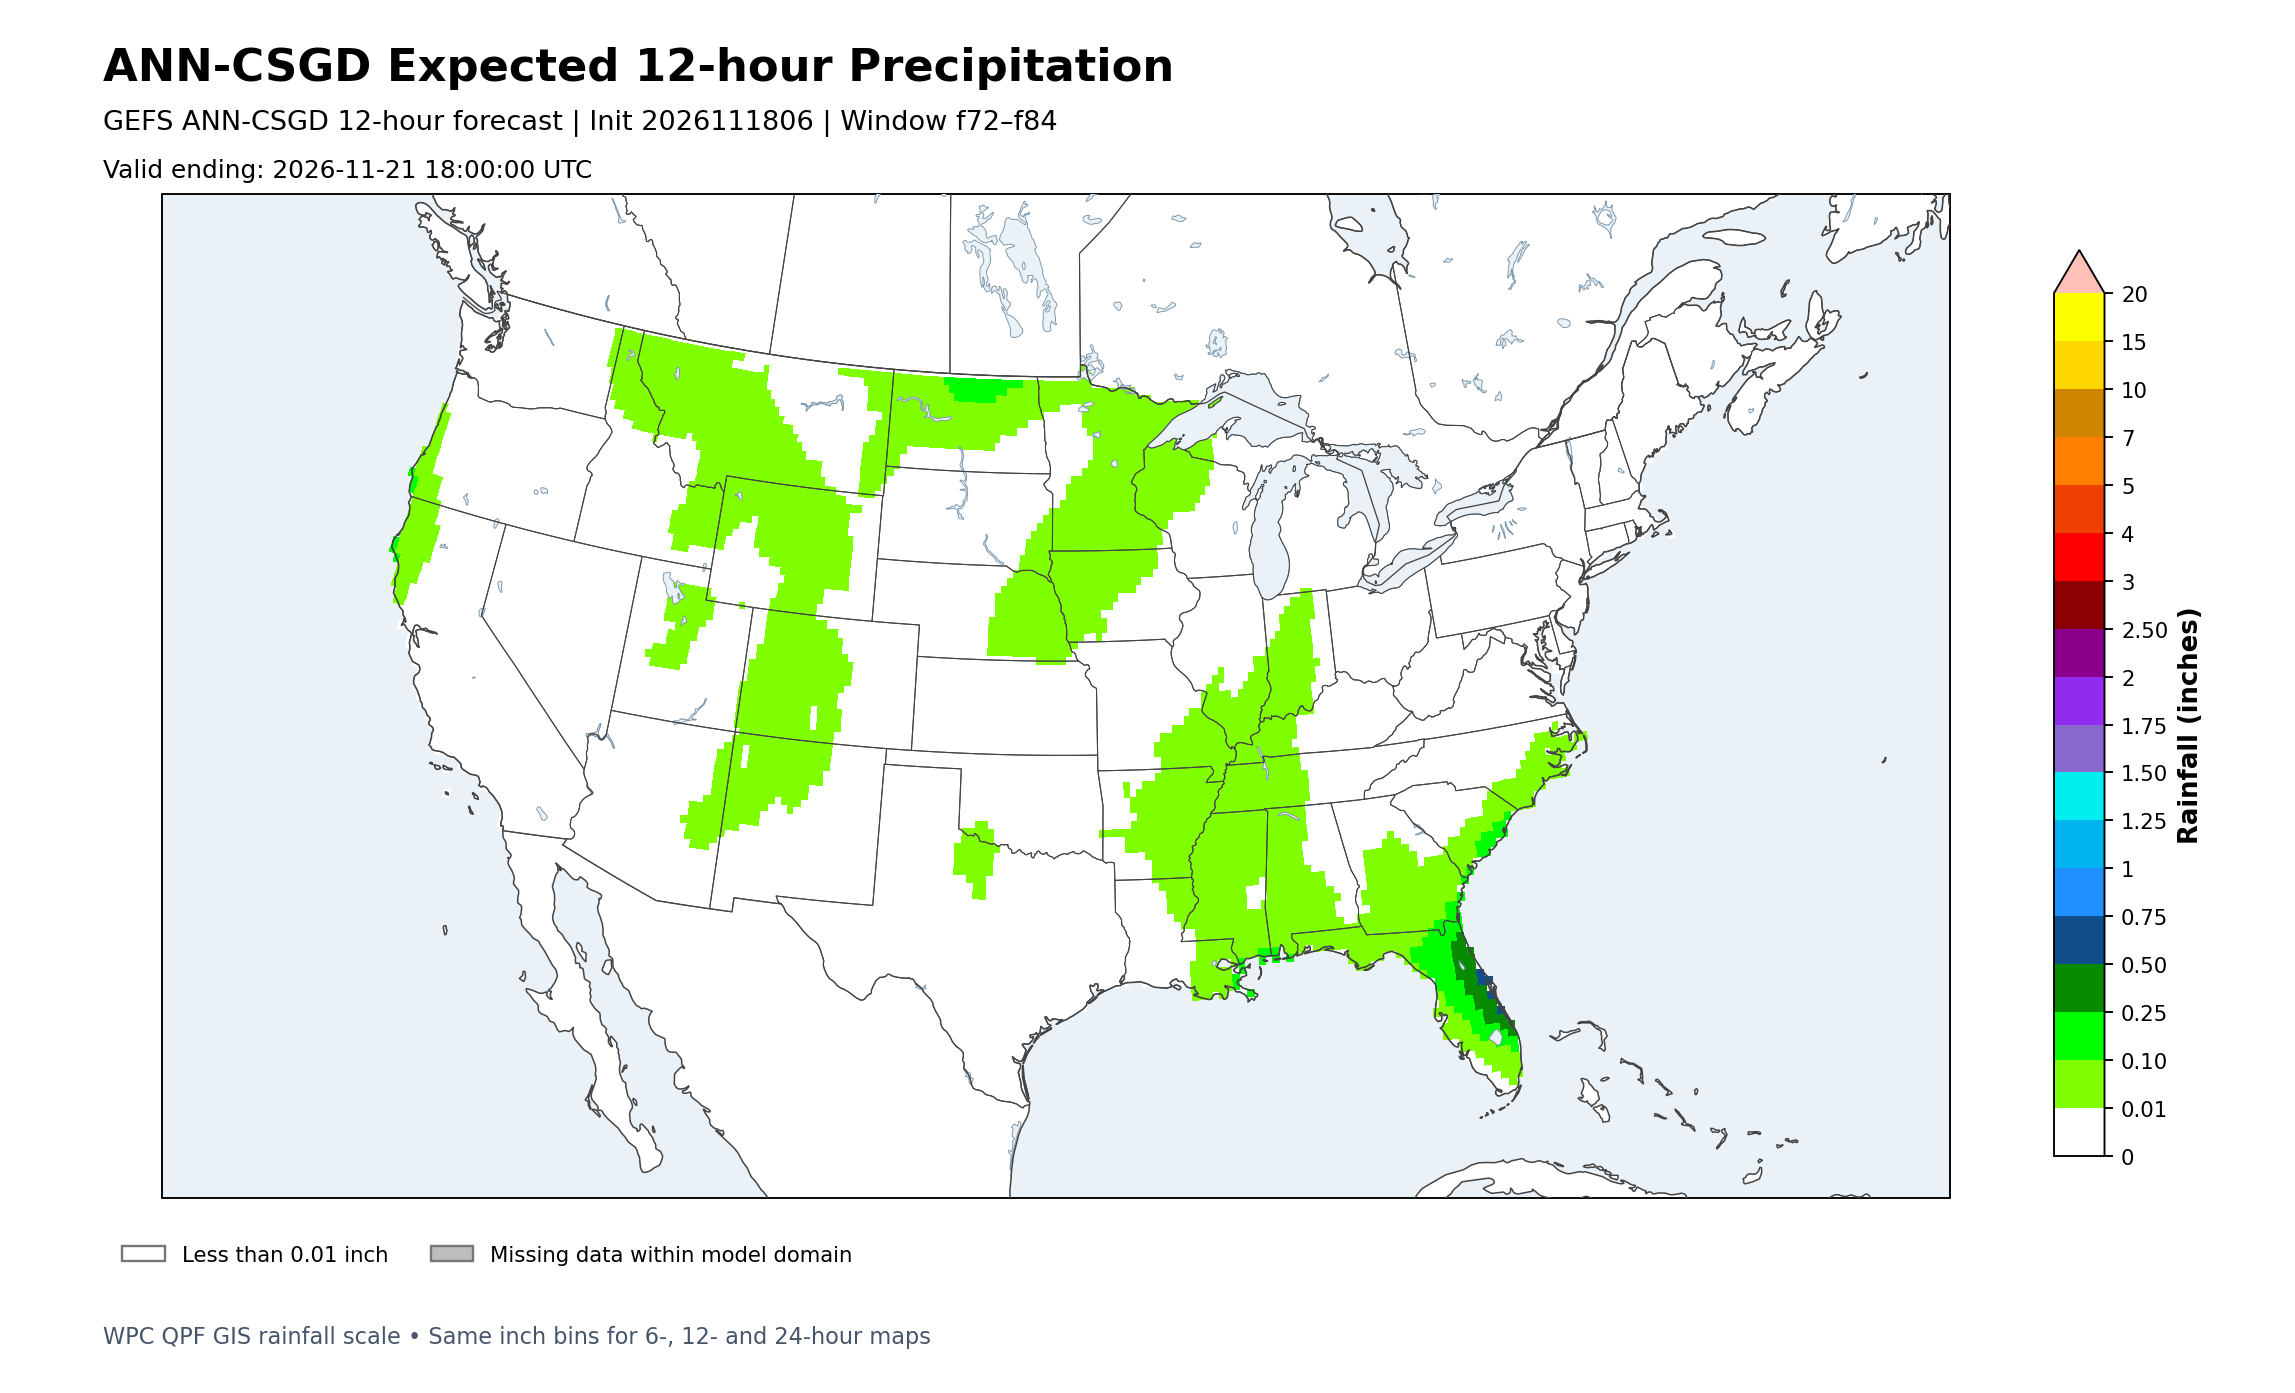 ANN-CSGD Expected 12-hour Precipitation
GEFS ANN-CSGD 12-hour forecast | Init 2026111806 | Window f72–f84
Valid ending: 2026-11-21 18:00:00 UTC
20
15
10
7
5
4
3
2.50
2
1.75
1.50
1.25
1
0.75
0.50
0.25
0.10
0.01
0
Rainfall (inches)
Less than 0.01 inch
Missing data within model domain
WPC QPF GIS rainfall scale • Same inch bins for 6-, 12- and 24-hour maps